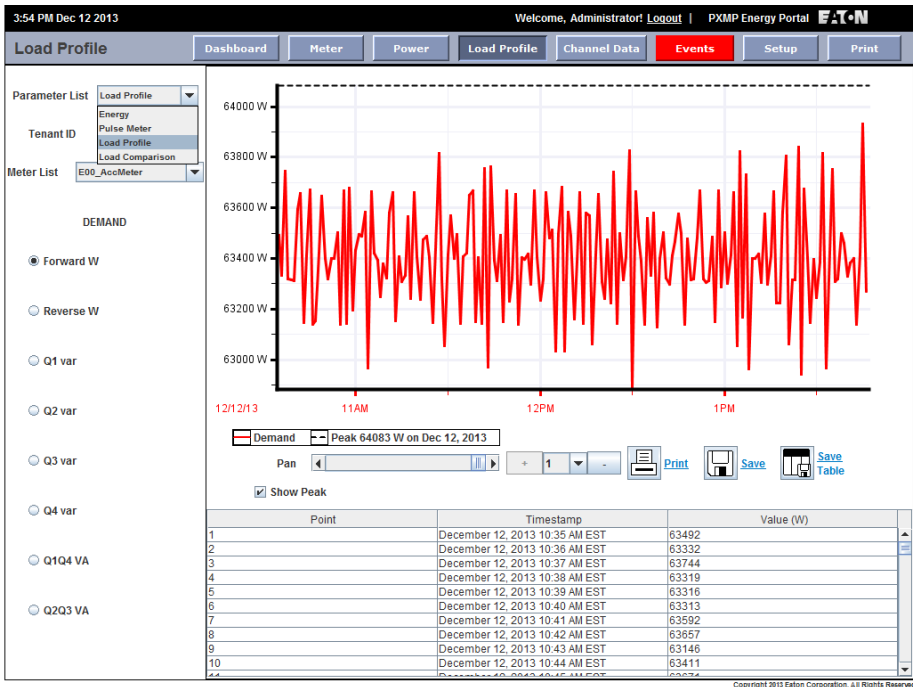 3:54 PM Dec 12 2013 Welcome, Administrator! Logout | PXMP Energy Portal EATON
Load Profile Dashboard Meter Power Load Profile Channel Data Events Setup Print
Parameter List Load Profile
Energy
Pulse Meter
Load Profile
Load Comparison
Tenant ID
Meter List E00_AccMeter
DEMAND
Forward W
Reverse W
Q1 var
Q2 var
Q3 var
Q4 var
Q1Q4 VA
Q2Q3 VA
64000 W
63800 W
63600 W
63400 W
63200 W
63000 W
12/12/13 11AM 12PM 1PM
Demand Peak 64083 W on Dec 12, 2013
Pan + 1 - Print Save Save Table
Show Peak
Point Timestamp Value (W)
1 December 12, 2013 10:35 AM EST 63492
2 December 12, 2013 10:36 AM EST 63332
3 December 12, 2013 10:37 AM EST 63744
4 December 12, 2013 10:38 AM EST 63319
5 December 12, 2013 10:39 AM EST 63316
6 December 12, 2013 10:40 AM EST 63313
7 December 12, 2013 10:41 AM EST 63592
8 December 12, 2013 10:42 AM EST 63657
9 December 12, 2013 10:43 AM EST 63146
10 December 12, 2013 10:44 AM EST 63411
Copyright 2013 Eaton Corporation. All Rights Reserved